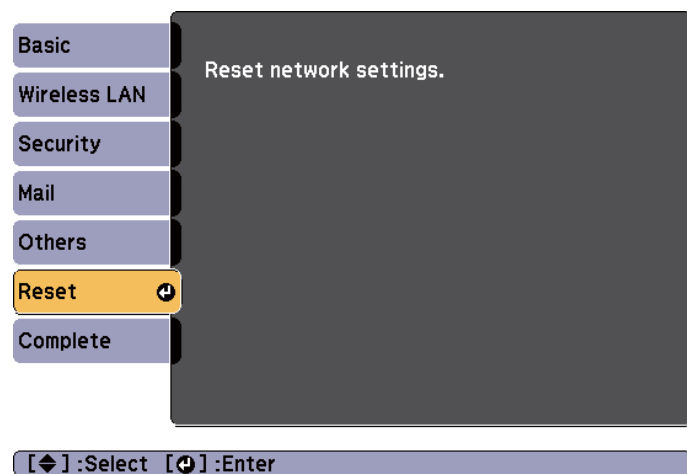 Basic
Reset network settings.
Wireless LAN
Security
Mail
Others
Reset
Complete
[◆] :Select [⏎] :Enter